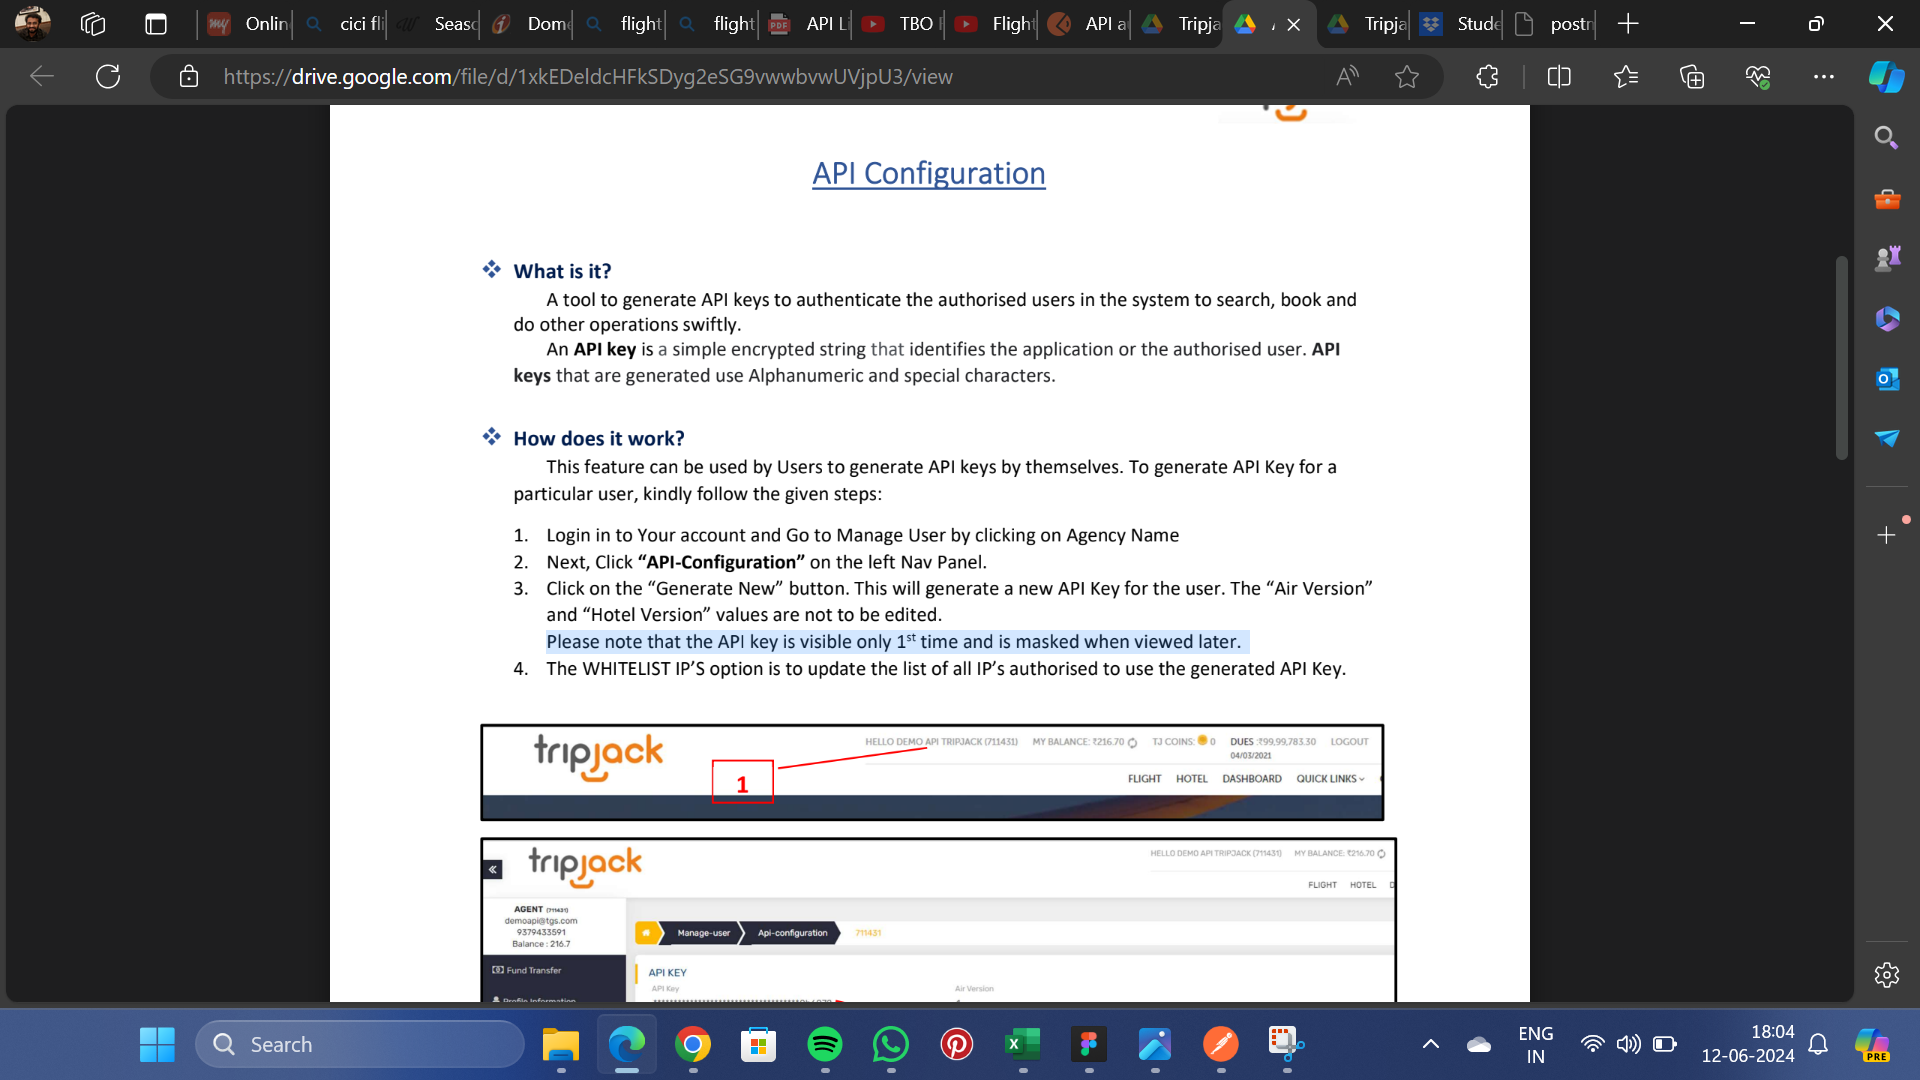 Onlin
cici fli
Seasc
Dome
flight
flight
API Li
TBO F
Flight
API a
Tripja
Tripja
Stude
postn
https://drive.google.com/file/d/1xkEDeldcHFkSDyg2eSG9vwwbvwUVjpU3/view
API Configuration
What is it?
A tool to generate API keys to authenticate the authorised users in the system to search, book and
do other operations swiftly.
An API key is a simple encrypted string that identifies the application or the authorised user. API
keys that are generated use Alphanumeric and special characters.
How does it work?
This feature can be used by Users to generate API keys by themselves. To generate API Key for a
particular user, kindly follow the given steps:
1. Login in to Your account and Go to Manage User by clicking on Agency Name
2. Next, Click “API-Configuration” on the left Nav Panel.
3. Click on the “Generate New” button. This will generate a new API Key for the user. The “Air Version”
and “Hotel Version” values are not to be edited.
Please note that the API key is visible only 1st time and is masked when viewed later.
4. The WHITELIST IP’S option is to update the list of all IP’s authorised to use the generated API Key.
tripjack
HELLO DEMO API TRIPJACK (711431) MY BALANCE: ₹216.70 TJ COINS: 0 DUES :₹99,99,783.30 LOGOUT
04/03/2021
1
FLIGHT HOTEL DASHBOARD QUICK LINKS
tripjack
HELLO DEMO API TRIPJACK (711431) MY BALANCE: ₹216.70
FLIGHT HOTEL D
AGENT (711431)
demoapi@tgs.com
9379433591
Balance : 216.7
Manage-user Api-configuration 711431
Fund Transfer
API KEY
API Key Air Version
Profile Information
Search
ENG
IN
18:04
12-06-2024
PRE